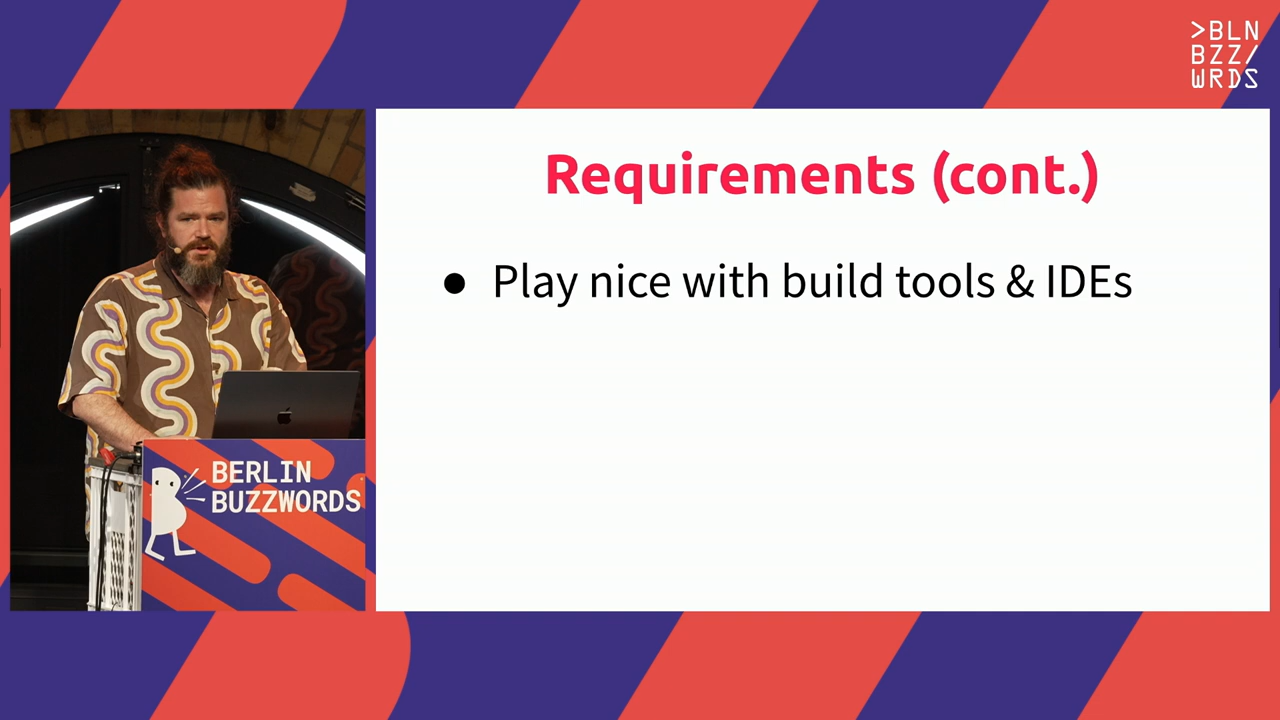 >BLN
BZZ/
WRDS
Requirements (cont.)
● Play nice with build tools & IDEs
BERLIN
BUZZWORDS